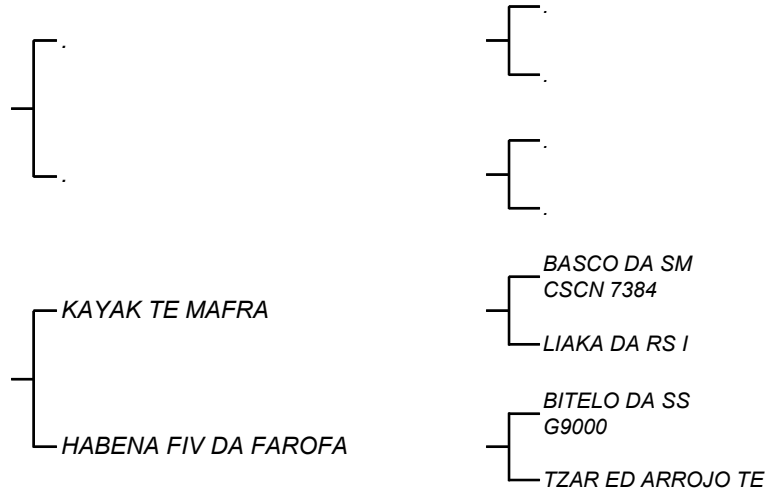 .
.
.
.
.
.
KAYAK TE MAFRA
HABENA FIV DA FAROFA
BASCO DA SM
CSCN 7384
LIAKA DA RS I
BITELO DA SS
G9000
TZAR ED ARROJO TE